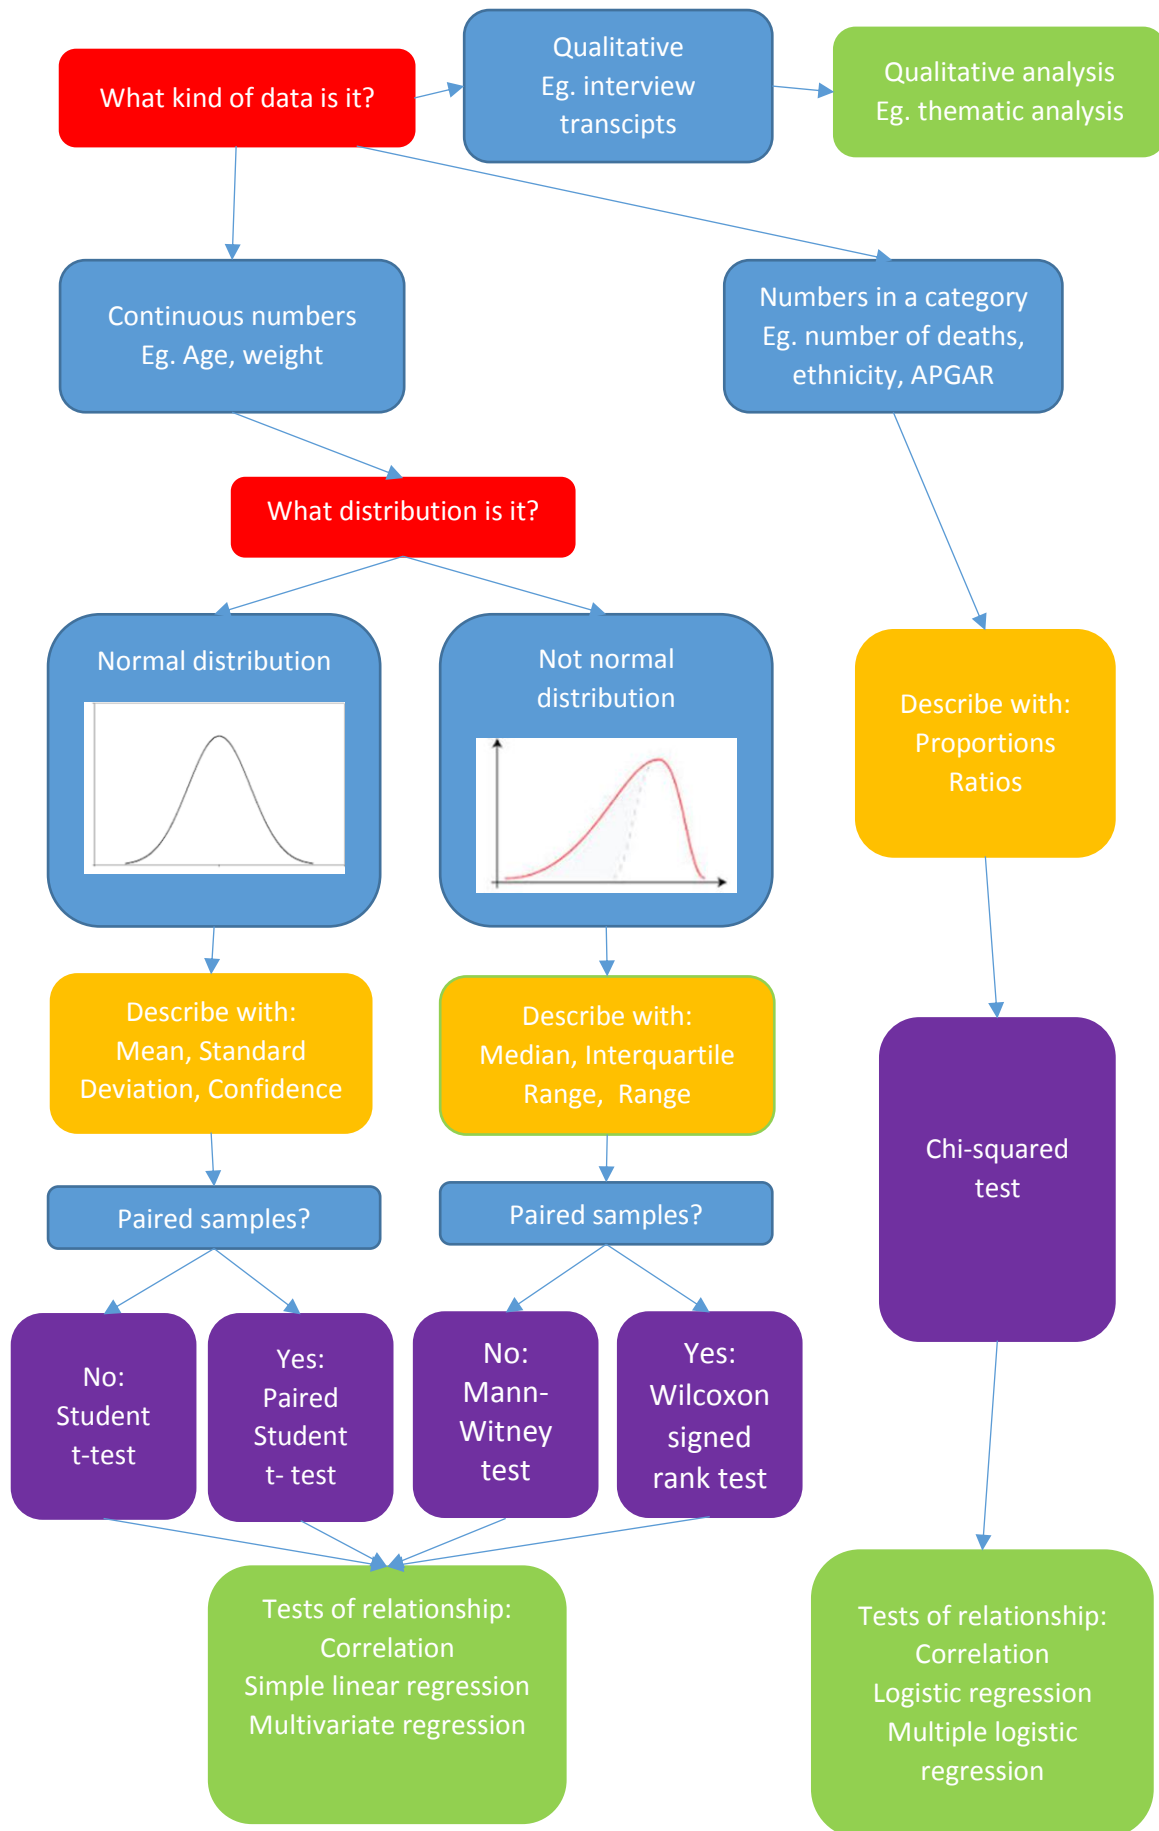 What kind of data is it?
Qualitative
Eg. interview
transcipts
Qualitative analysis
Eg. thematic analysis
Continuous numbers
Eg. Age, weight
Numbers in a category
Eg. number of deaths,
ethnicity, APGAR
What distribution is it?
Normal distribution
Not normal
distribution
Describe with:
Proportions
Ratios
Describe with:
Mean, Standard
Deviation, Confidence
Describe with:
Median, Interquartile
Range,  Range
Chi-squared
test
Paired samples?
Paired samples?
No:
Student
t-test
Yes:
Paired
Student
t- test
No:
Mann-
Witney
test
Yes:
Wilcoxon
signed
rank test
Tests of relationship:
Correlation
Simple linear regression
Multivariate regression
Tests of relationship:
Correlation
Logistic regression
Multiple logistic
regression